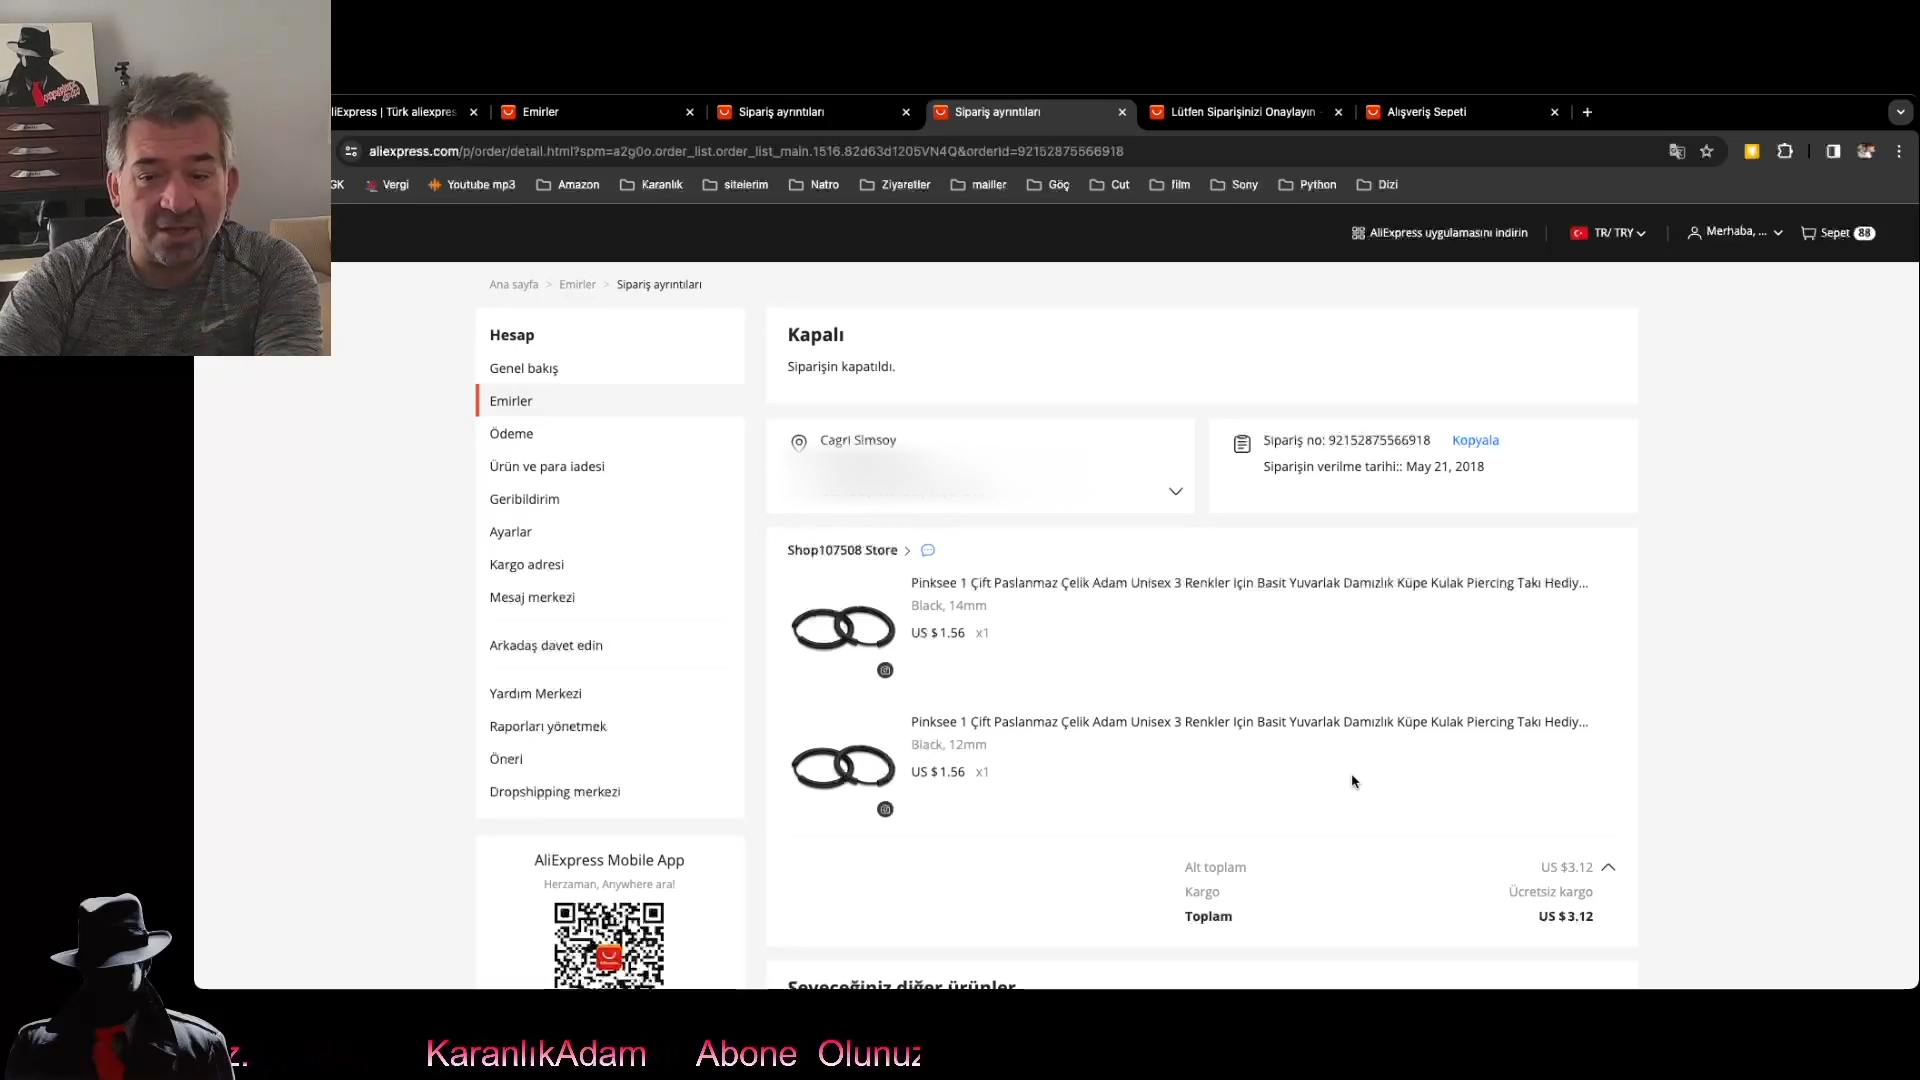 liExpress | Türk aliexpres
Emirler
Sipariş ayrıntıları
Sipariş ayrıntıları
Lütfen Siparişinizi Onaylayın
Alışveriş Sepeti
aliexpress.com/p/order/detail.html?spm=a2g0o.order_list.order_list_main.1516.82d63d1205VN4Q&orderId=92152875566918
GK
Vergi
Youtube mp3
Amazon
Karanlık
sitelerim
Natro
Ziyaretler
mailler
Göç
Cut
film
Sony
Python
Dizi
AliExpress uygulamasını indirin
TR/ TRY
Merhaba, ...
Sepet 88
Ana sayfa > Emirler > Sipariş ayrıntıları
Hesap
Genel bakış
Emirler
Ödeme
Ürün ve para iadesi
Geribildirim
Ayarlar
Kargo adresi
Mesaj merkezi
Arkadaş davet edin
Yardım Merkezi
Raporları yönetmek
Öneri
Dropshipping merkezi
AliExpress Mobile App
Herzaman, Anywhere ara!
Kapalı
Siparişin kapatıldı.
Cagri Simsoy
Sipariş no: 92152875566918 Kopyala
Siparişin verilme tarihi:: May 21, 2018
Shop107508 Store >
Pinksee 1 Çift Paslanmaz Çelik Adam Unisex 3 Renkler Için Basit Yuvarlak Damızlık Küpe Kulak Piercing Takı Hediy...
Black, 14mm
US $1.56 x1
Pinksee 1 Çift Paslanmaz Çelik Adam Unisex 3 Renkler Için Basit Yuvarlak Damızlık Küpe Kulak Piercing Takı Hediy...
Black, 12mm
US $1.56 x1
Alt toplam US $3.12
Kargo Ücretsiz kargo
Toplam US $3.12
Seveceğiniz diğer ürünler
z. KaranlıkAdam Abone Olunuz